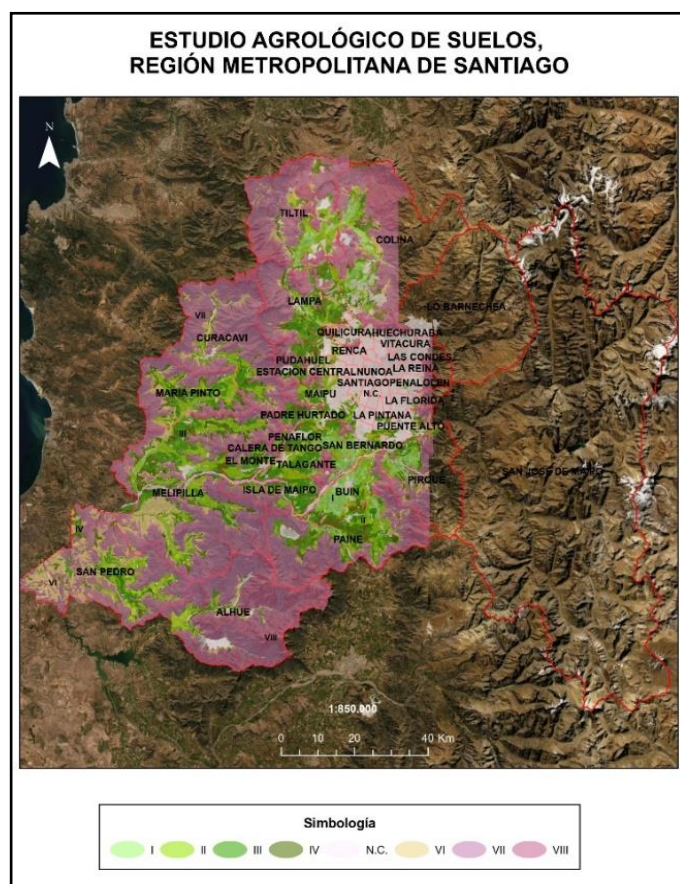 ESTUDIO AGROLÓGICO DE SUELOS,
REGIÓN METROPOLITANA DE SANTIAGO
N
TILTIL
COLINA
LAMPA
LO BARNECHEA
VII
CURACAVI
QUILICURA HUECHURABA
VITACURA
RENCA
PUDAHUEL
LAS CONDES
ESTACIÓN CENTRAL NUNOA
LA REINA
SANTIAGO PENALOLEN
MARIA PINTO
MAIPU
N.C.
LA FLORIDA
PADRE HURTADO
LA PINTANA
PUENTE ALTO
III
PENAFLOR
CALERA DE TANGO
SAN BERNARDO
EL MONTE
TALAGANTE
SAN JOSE DE MAIPO
PIRQUE
MELIPILLA
ISLA DE MAIPO
I
BUIN
II
IV
PAINE
VI
SAN PEDRO
ALHUE
VIII
1:850.000
0 10 20 40 Km
Simbología
I II III IV N.C. VI VII VIII